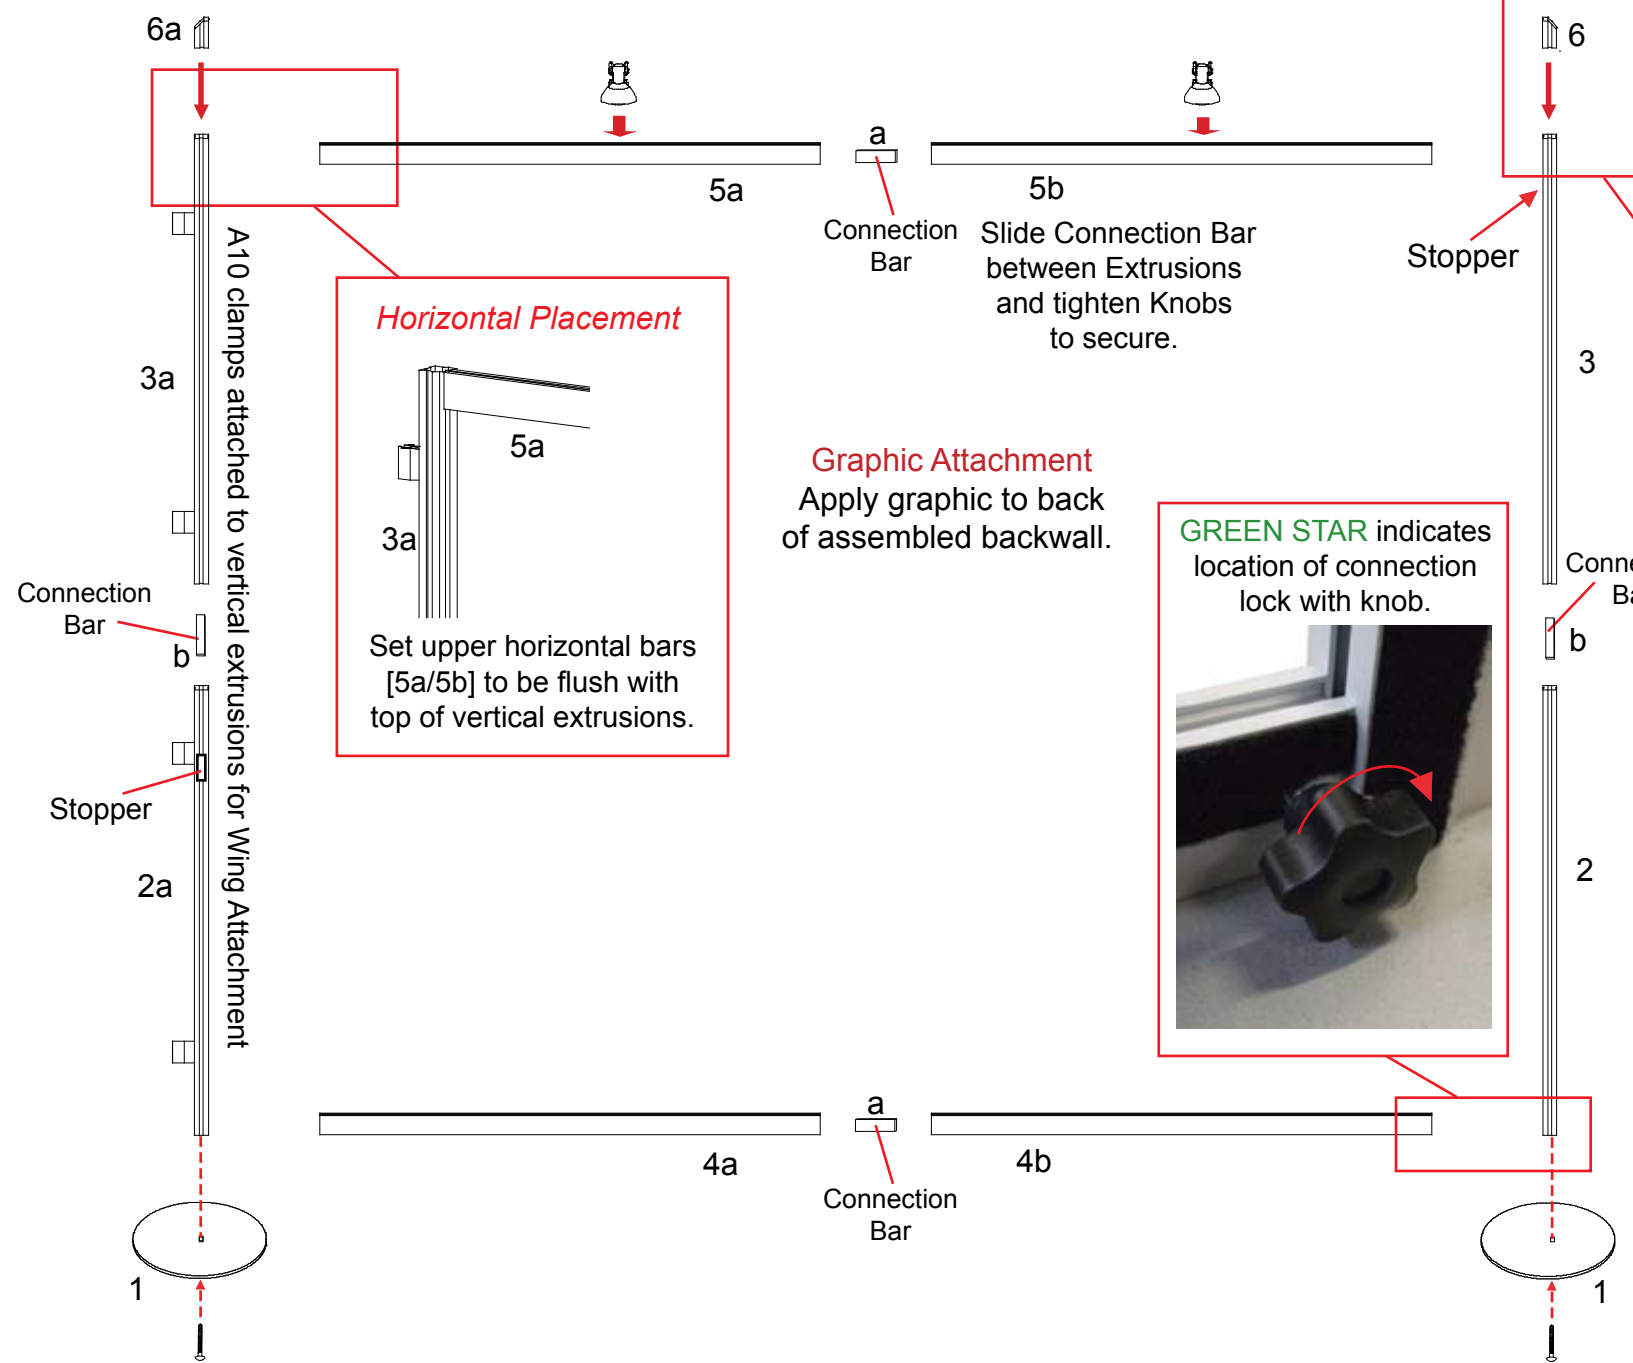 6a
6
a
5a
5b
Connection
Bar
Slide Connection Bar
between Extrusions
and tighten Knobs
to secure.
Stopper
A10 clamps attached to vertical extrusions for Wing Attachment
Horizontal Placement
5a
3a
Set upper horizontal bars
[5a/5b] to be flush with
top of vertical extrusions.
3a
3
Graphic Attachment
Apply graphic to back
of assembled backwall.
GREEN STAR indicates
location of connection
lock with knob.
Connection
Bar
b
b
Stopper
2a
2
a
4a
4b
Connection
Bar
1
1